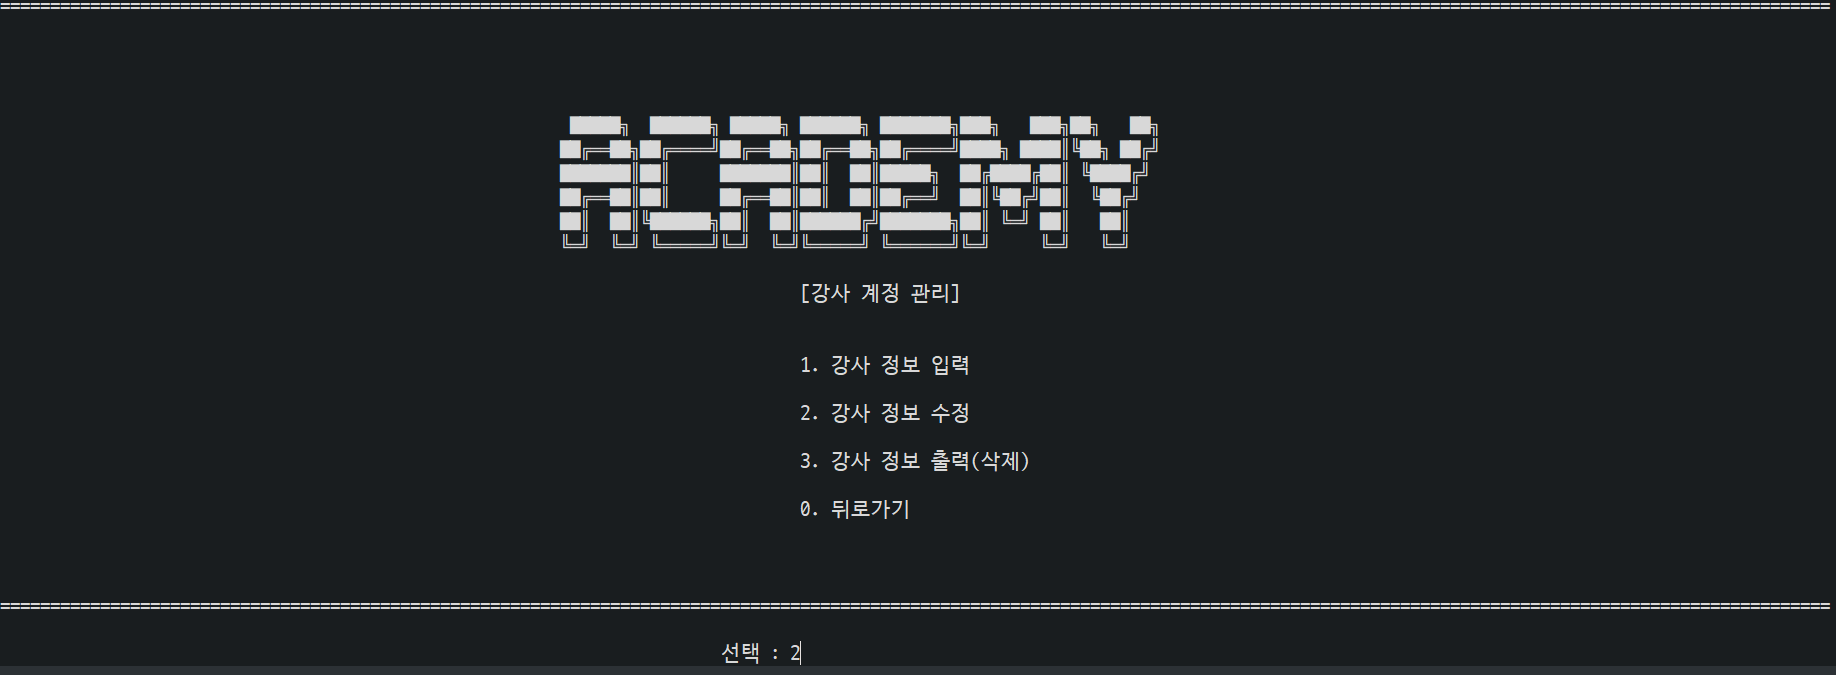 ACADEMY
[강사 계정 관리]
1. 강사 정보 입력
2. 강사 정보 수정
3. 강사 정보 출력(삭제)
0. 뒤로가기
선택 : 2